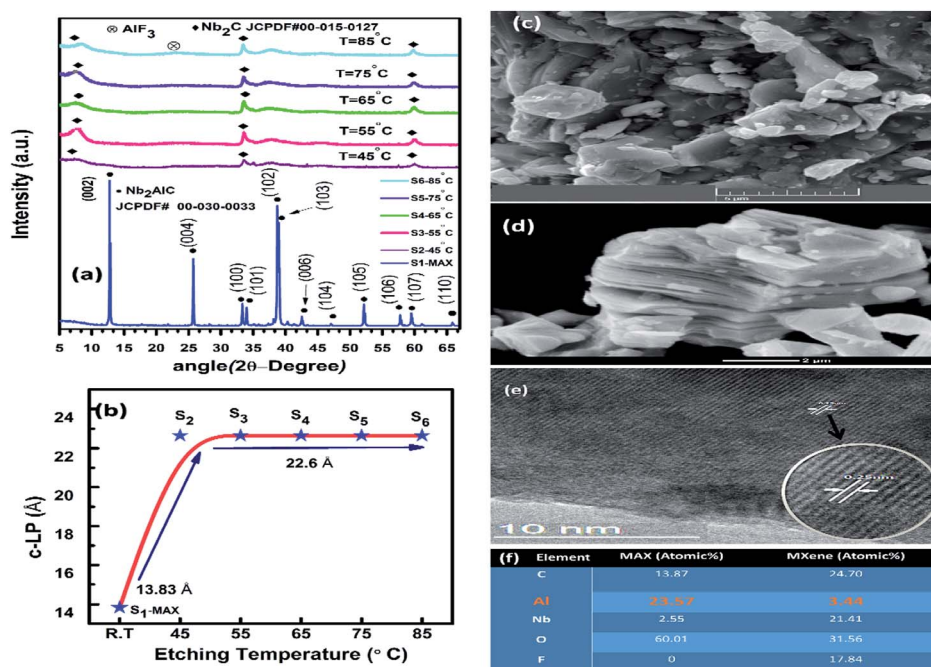 (a)
⊗ AlF₃
◆ Nb₂C JCPDF#00-015-0127
T=85°C
T=75°C
T=65°C
T=55°C
T=45°C
• Nb₂AlC
JCPDF# 00-030-0033
(002)
(004)
(100)
(101)
(102)
(103)
(006)
(104)
(105)
(106)
(107)
(110)
S6-85°C
S5-75°C
S4-65°C
S3-55°C
S2-45°C
S1-MAX
Intensity (a.u.)
5 10 15 20 25 30 35 40 45 50 55 60 65
angle(2θ–Degree)
(b)
S₂ S₃ S₄ S₅ S₆
22.6 Å
13.83 Å
S₁-MAX
c-LP (Å)
24
22
20
18
16
14
R.T 45 55 65 75 85
Etching Temperature (° C)
(c)
5 µm
(d)
2 µm
(e)
0.25nm
10 nm
(f) Element MAX (Atomic%) MXene (Atomic%)
C 13.87 24.70
Al 23.57 3.44
Nb 2.55 21.41
O 60.01 31.56
F 0 17.84